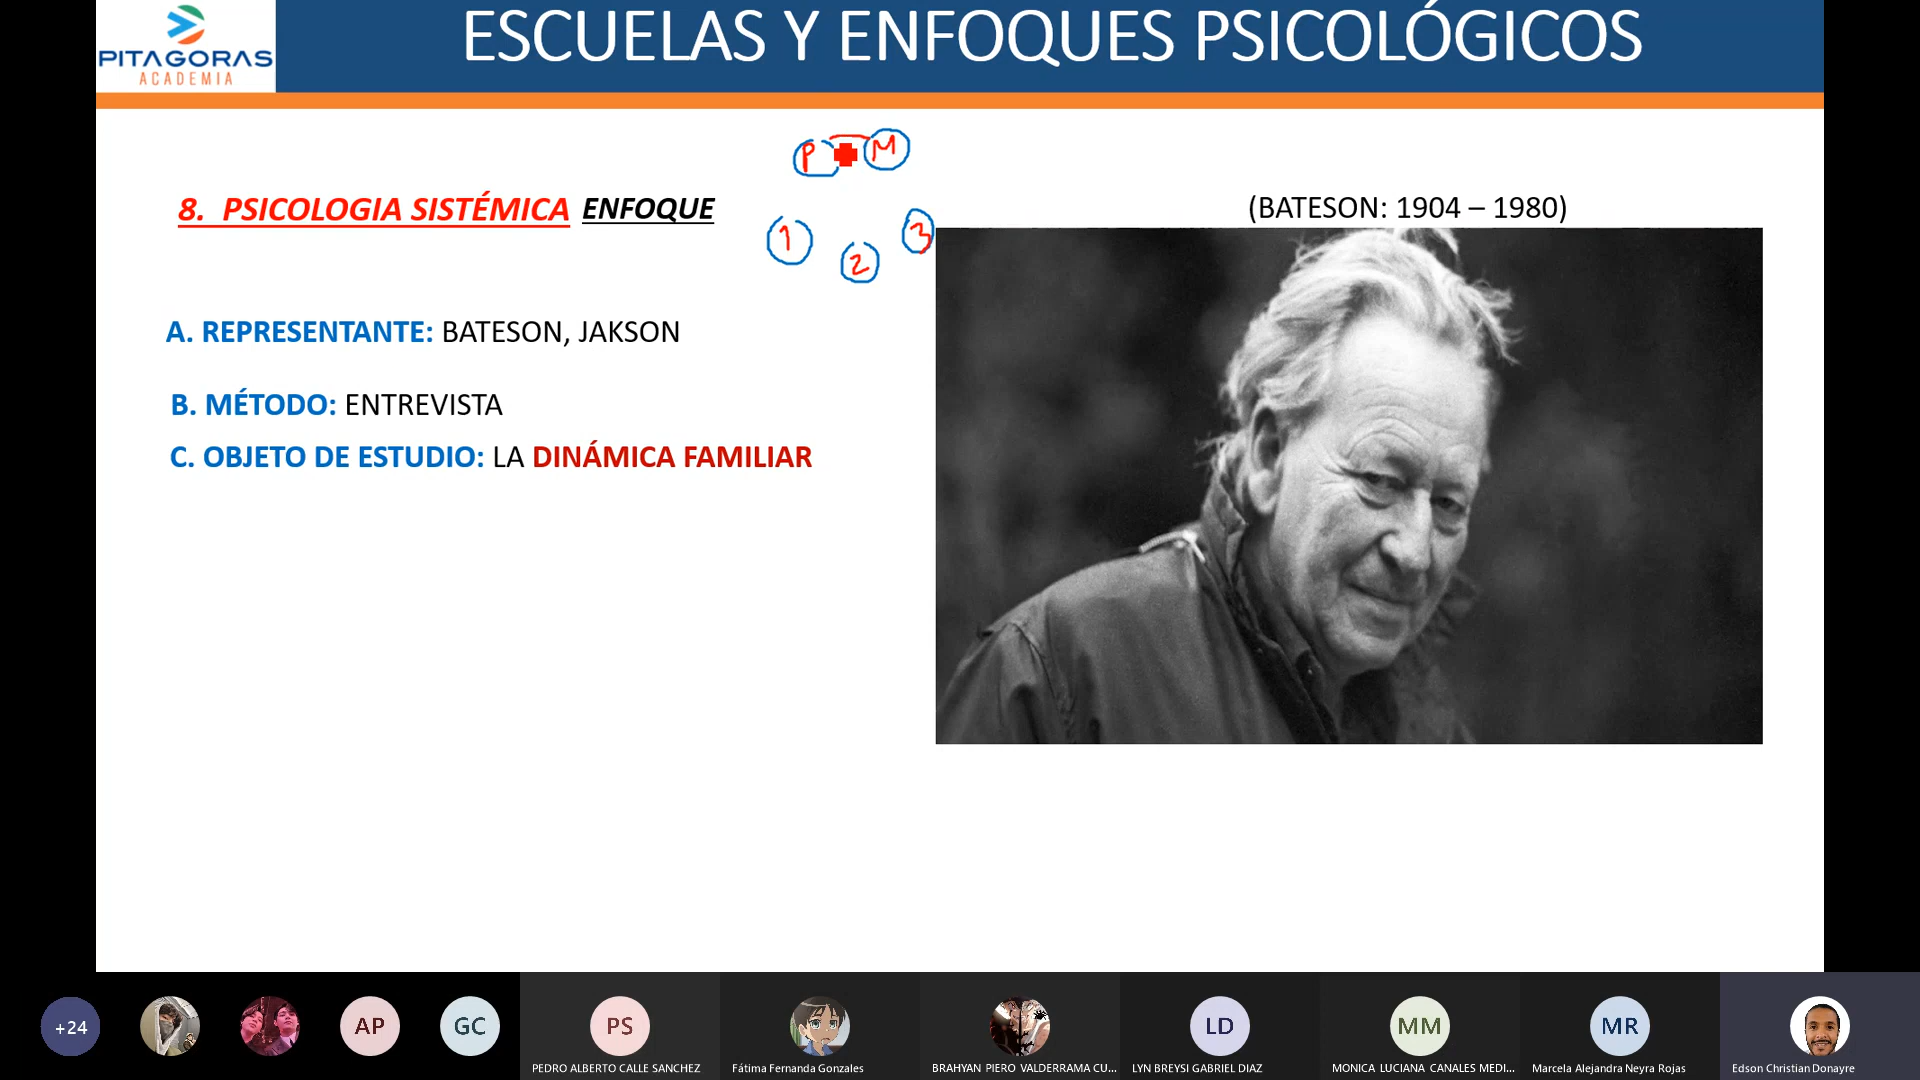 PITAGORAS
ACADEMIA
ESCUELAS Y ENFOQUES PSICOLÓGICOS
P M
8. PSICOLOGIA SISTÉMICA ENFOQUE
1 2 3
(BATESON: 1904 – 1980)
A. REPRESENTANTE: BATESON, JAKSON
B. MÉTODO: ENTREVISTA
C. OBJETO DE ESTUDIO: LA DINÁMICA FAMILIAR
+24
AP
GC
PS
LD
MM
MR
PEDRO ALBERTO CALLE SANCHEZ
Fátima Fernanda Gonzales
BRAHYAN PIERO VALDERRAMA CU...
LYN BREYSI GABRIEL DIAZ
MONICA LUCIANA CANALES MEDI...
Marcela Alejandra Neyra Rojas
Edson Christian Donayre